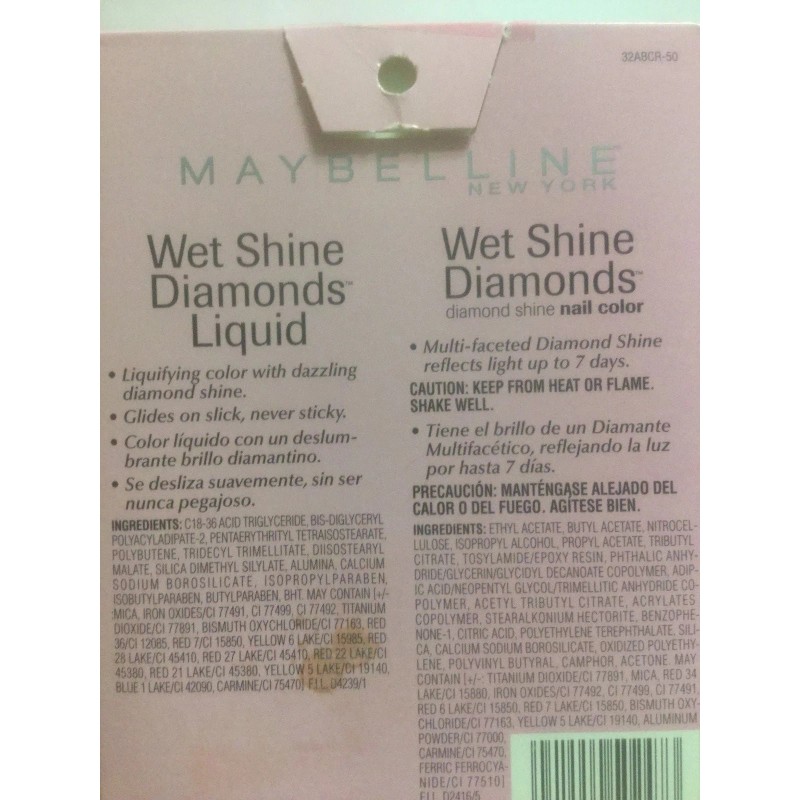 32ABCR-50
MAYBELLINE™
NEW YORK
Wet Shine
Diamonds™
Liquid
• Liquifying color with dazzling
diamond shine.
• Glides on slick, never sticky.
• Color líquido con un deslum-
brante brillo diamantino.
• Se desliza suavemente, sin ser
nunca pegajoso.
INGREDIENTS: C18-36 ACID TRIGLYCERIDE, BIS-DIGLYCERYL
POLYACYLADIPATE-2, PENTAERYTHRITYL TETRAISOSTEARATE,
POLYBUTENE, TRIDECYL TRIMELLITATE, DIISOSTEARYL
MALATE, SILICA DIMETHYL SILYLATE, ALUMINA, CALCIUM
SODIUM BOROSILICATE, ISOPROPYLPARABEN,
ISOBUTYLPARABEN, BUTYLPARABEN, BHT. MAY CONTAIN [+/-
MICA, IRON OXIDES/CI 77491, CI 77499, CI 77492, TITANIUM
DIOXIDE/CI 77891, BISMUTH OXYCHLORIDE/CI 77163, RED
36/CI 12085, RED 7/CI 15850, YELLOW 6 LAKE/CI 15985, RED
28 LAKE/CI 45410, RED 27 LAKE/CI 45410, RED 22 LAKE/CI
45380, RED 21 LAKE/CI 45380, YELLOW 5 LAKE/CI 19140,
BLUE 1 LAKE/CI 42090, CARMINE/CI 75470] F.I.L. D4239/1
Wet Shine
Diamonds™
diamond shine nail color
• Multi-faceted Diamond Shine
reflects light up to 7 days.
CAUTION: KEEP FROM HEAT OR FLAME.
SHAKE WELL.
• Tiene el brillo de un Diamante
Multifacético, reflejando la luz
por hasta 7 días.
PRECAUCIÓN: MANTÉNGASE ALEJADO DEL
CALOR O DEL FUEGO. AGÍTESE BIEN.
INGREDIENTS: ETHYL ACETATE, BUTYL ACETATE, NITROCEL-
LULOSE, ISOPROPYL ALCOHOL, PROPYL ACETATE, TRIBUTYL
CITRATE, TOSYLAMIDE/EPOXY RESIN, PHTHALIC ANHY-
DRIDE/GLYCERIN/GLYCIDYL DECANOATE COPOLYMER, ADIP-
IC ACID/NEOPENTYL GLYCOL/TRIMELLITIC ANHYDRIDE CO-
POLYMER, ACETYL TRIBUTYL CITRATE, ACRYLATES
COPOLYMER, STEARALKONIUM HECTORITE, BENZOPHE-
NONE-1, CITRIC ACID, POLYETHYLENE TEREPHTHALATE, SILI-
CA, CALCIUM SODIUM BOROSILICATE, OXIDIZED POLYETHY-
LENE, POLYVINYL BUTYRAL, CAMPHOR, ACETONE. MAY
CONTAIN [+/-: TITANIUM DIOXIDE/CI 77891, MICA, RED 34
LAKE/CI 15880, IRON OXIDES/CI 77492, CI 77499, CI 77491,
RED 6 LAKE/CI 15850, RED 7 LAKE/CI 15850, BISMUTH OXY-
CHLORIDE/CI 77163, YELLOW 5 LAKE/CI 19140, ALUMINUM
POWDER/CI 77000,
CARMINE/CI 75470,
FERRIC FERROCYA-
NIDE/CI 77510]
F.I.L. D2416/5